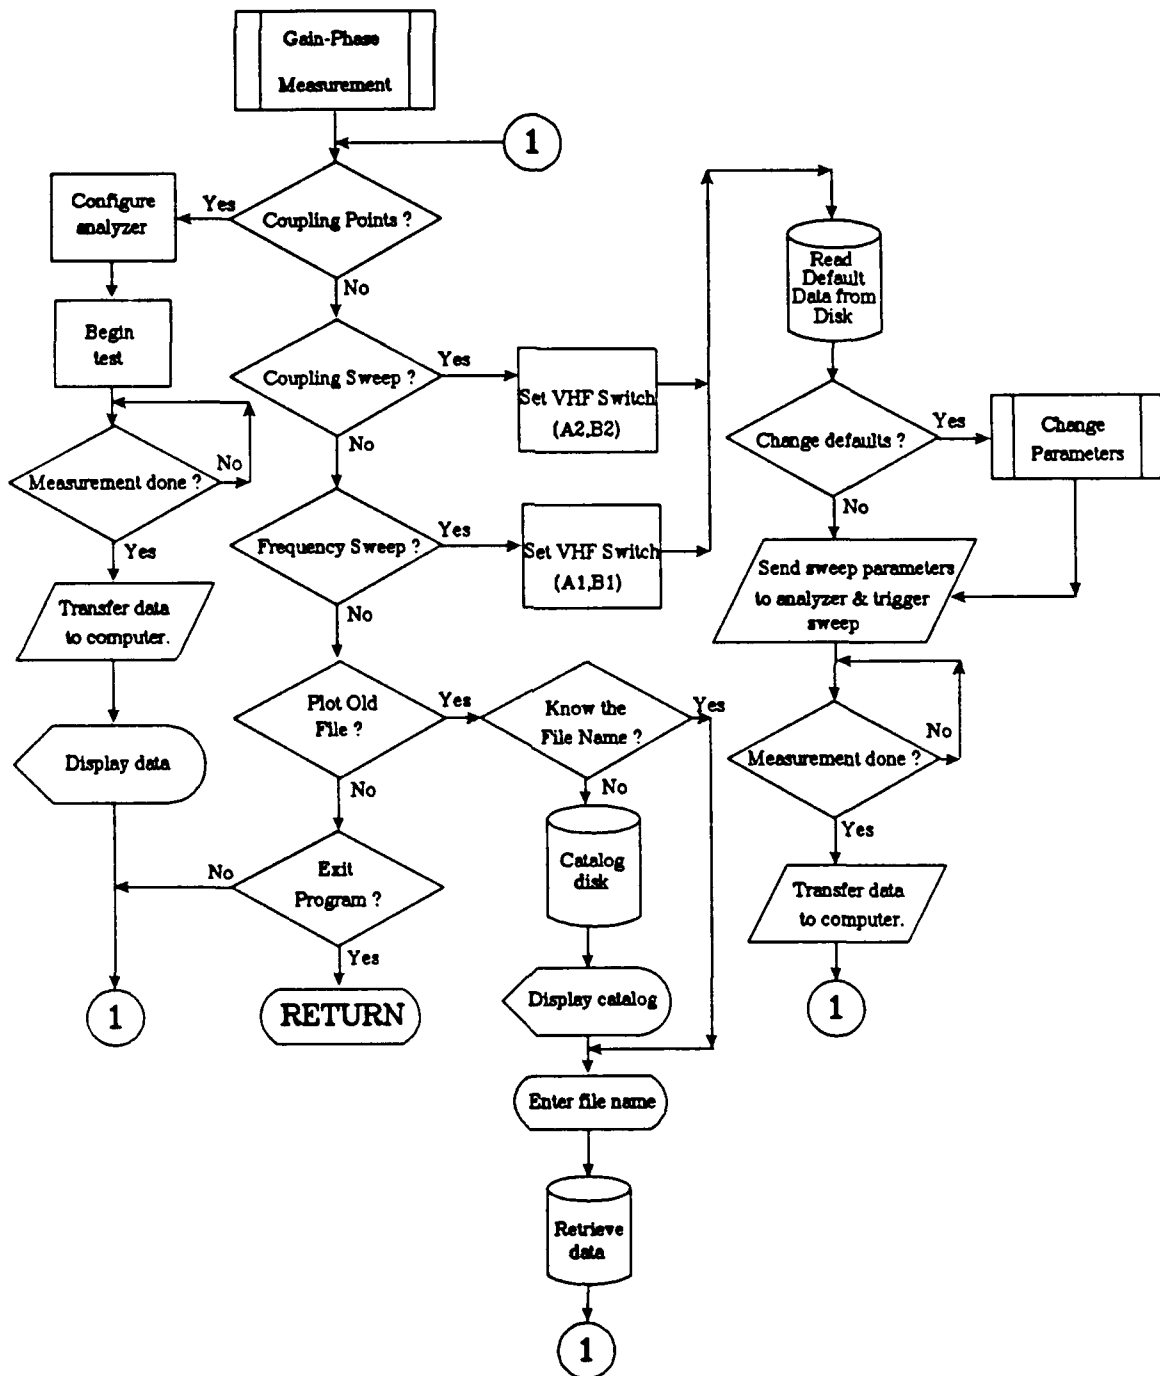 Gain-Phase
Measurement
1
Configure
analyzer
Yes
Coupling Points ?
No
Begin
test
Coupling Sweep ?
Yes
Set VHF Switch
(A2,B2)
No
Measurement done ?
No
Yes
Frequency Sweep ?
Yes
Set VHF Switch
(A1,B1)
No
Transfer data
to computer.
Display data
Plot Old
File ?
Yes
Know the
File Name ?
Yes
No
No
Exit
Program ?
No
Yes
1
RETURN
Catalog
disk
Display catalog
Enter file name
Retrieve
data
1
Read
Default
Data from
Disk
Change defaults ?
Yes
Change
Parameters
No
Send sweep parameters
to analyzer & trigger
sweep
Measurement done ?
No
Yes
Transfer data
to computer.
1